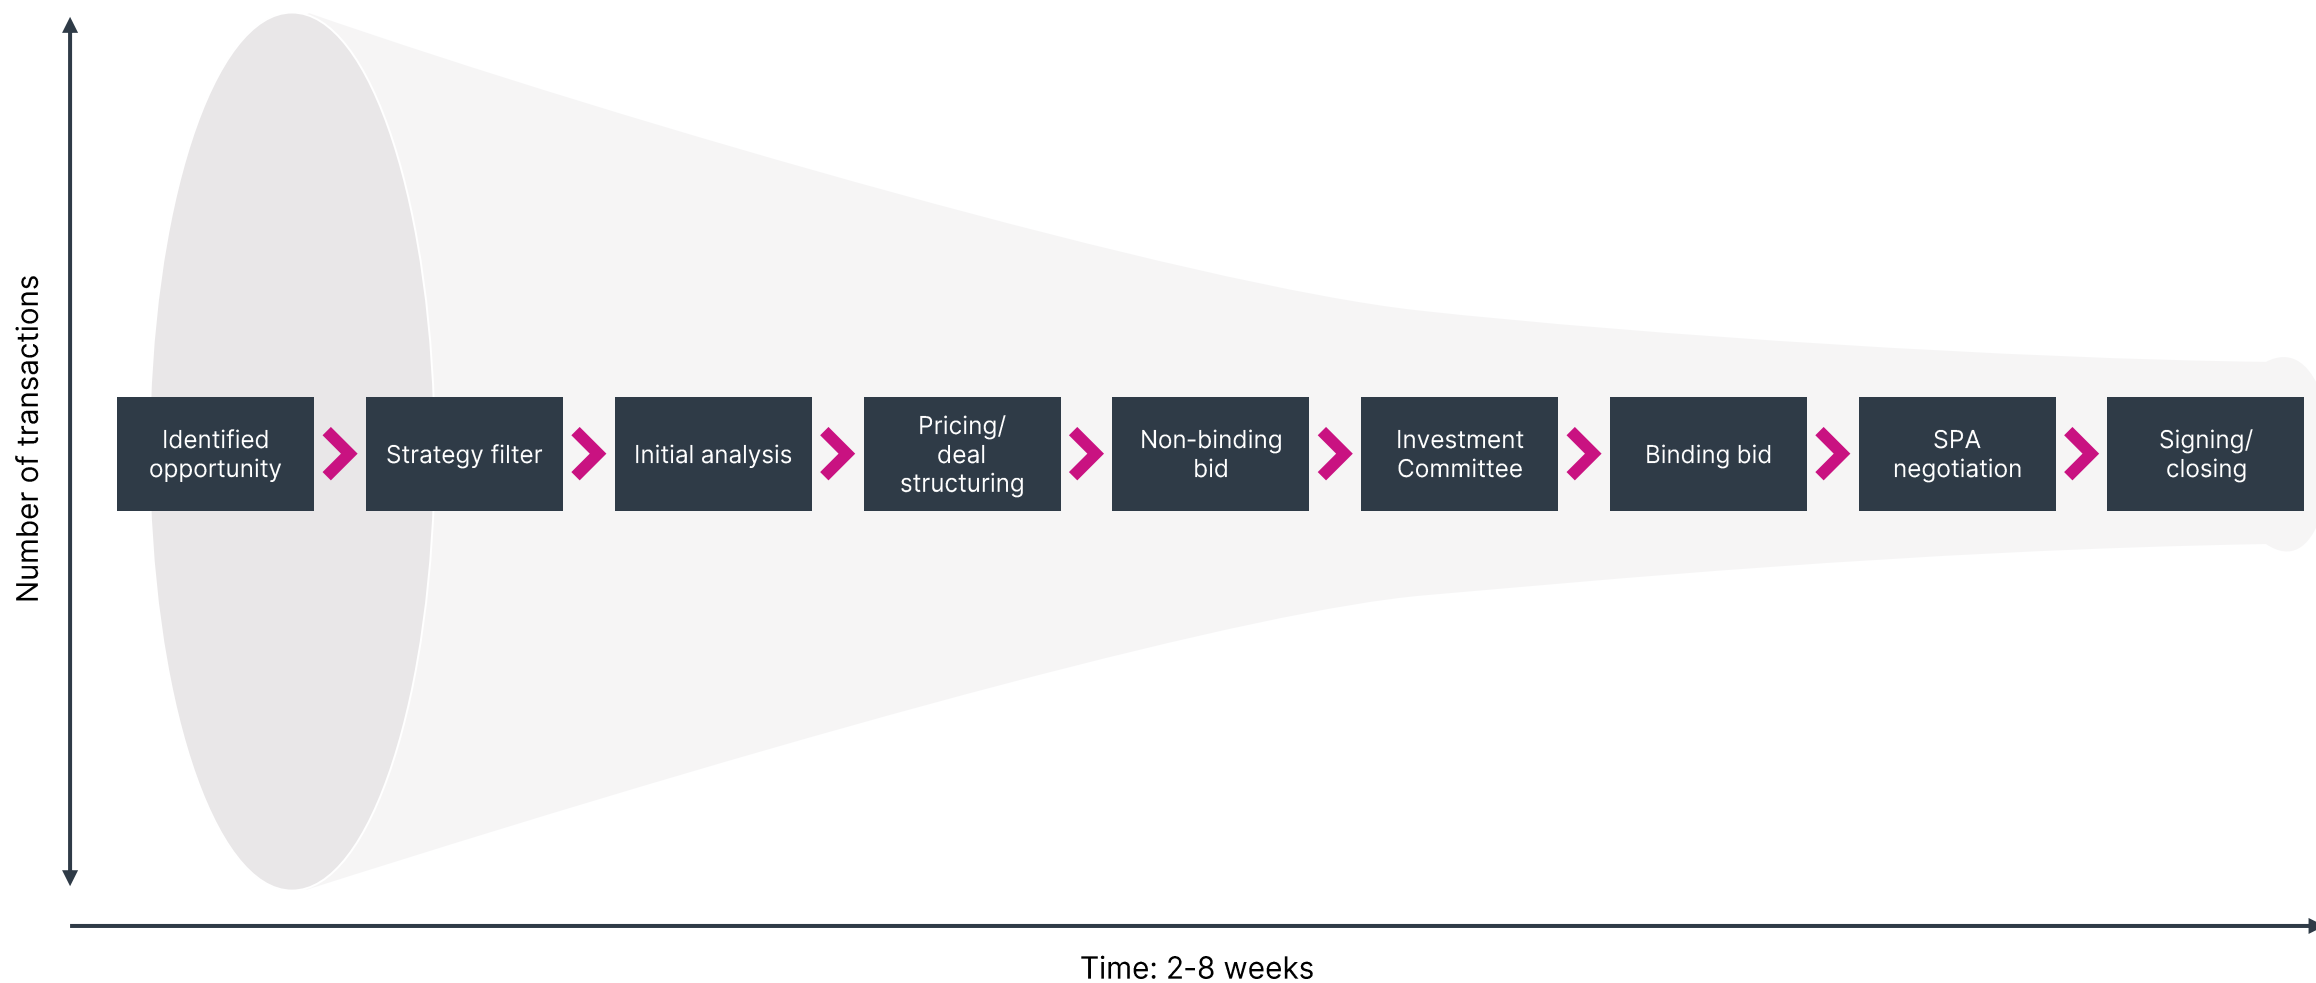 Number of transactions
Identified
opportunity
Strategy filter
Initial analysis
Pricing/
deal
structuring
Non-binding
bid
Investment
Committee
Binding bid
SPA
negotiation
Signing/
closing
Time: 2-8 weeks